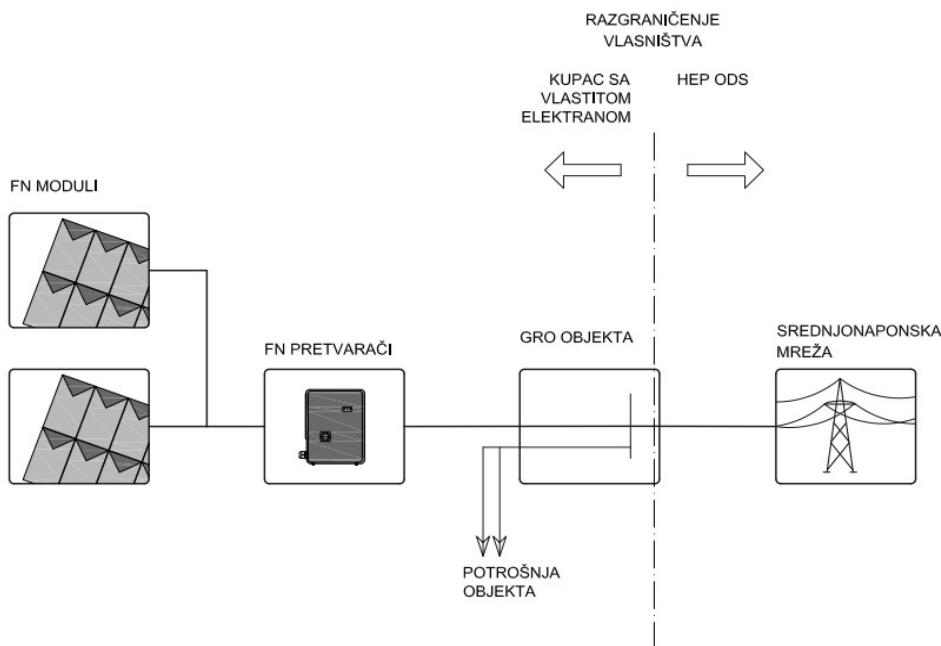 RAZGRANIČENJE
VLASNIŠTVA
KUPAC SA
VLASTITOM
ELEKTRANOM
HEP ODS
FN MODULI
FN PRETVARAČI
GRO OBJEKTA
SREDNJONAPONSKA
MREŽA
POTROŠNJA
OBJEKTA